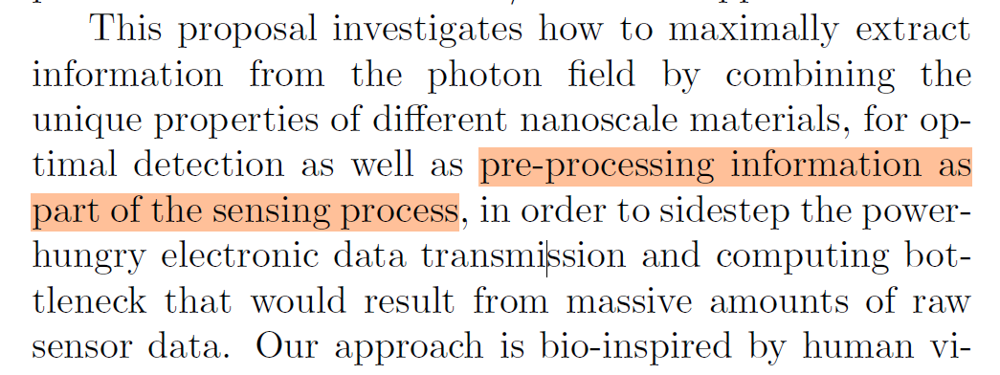 This proposal investigates how to maximally extract
information from the photon field by combining the
unique properties of different nanoscale materials, for op-
timal detection as well as pre-processing information as
part of the sensing process, in order to sidestep the power-
hungry electronic data transmission and computing bot-
tleneck that would result from massive amounts of raw
sensor data. Our approach is bio-inspired by human vi-